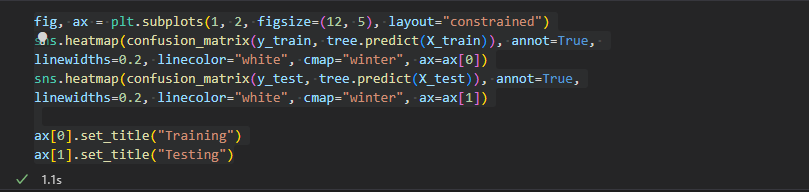 fig, ax = plt.subplots(1, 2, figsize=(12, 5), layout="constrained")
sns.heatmap(confusion_matrix(y_train, tree.predict(X_train)), annot=True,
linewidths=0.2, linecolor="white", cmap="winter", ax=ax[0])
sns.heatmap(confusion_matrix(y_test, tree.predict(X_test)), annot=True,
linewidths=0.2, linecolor="white", cmap="winter", ax=ax[1])
ax[0].set_title("Training")
ax[1].set_title("Testing")
1.1s